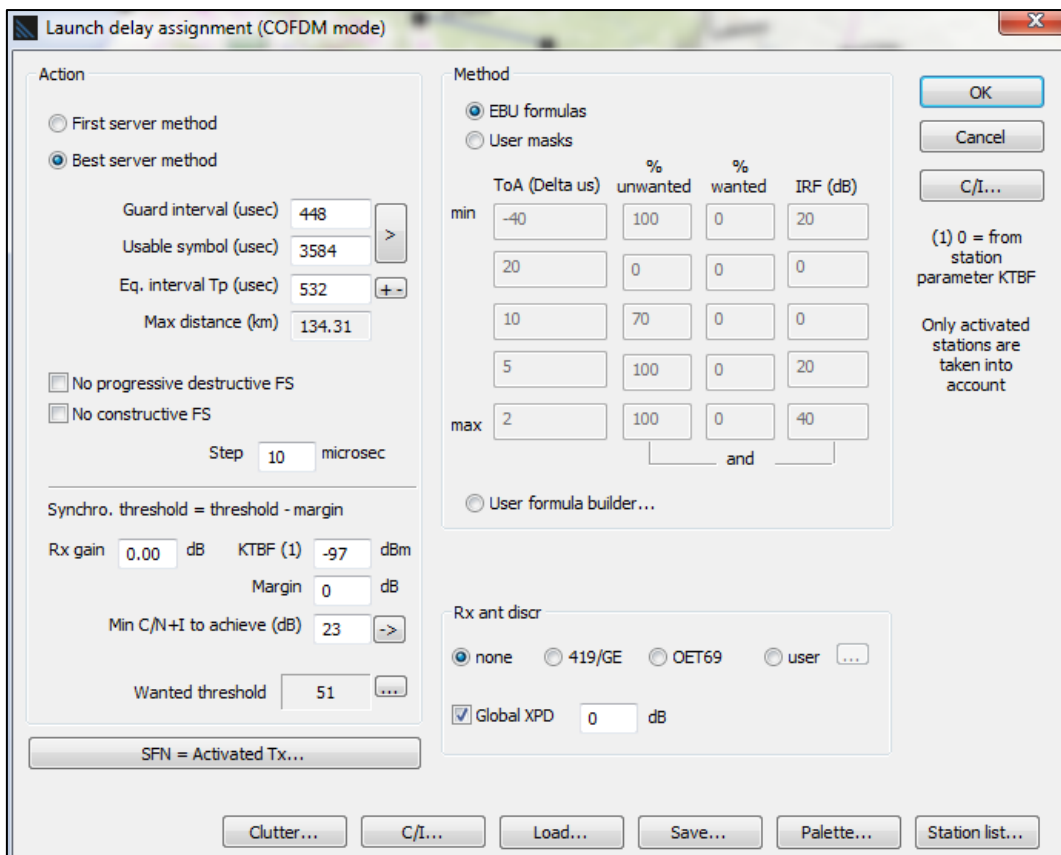 Launch delay assignment (COFDM mode)
X
Action
First server method
Best server method
Guard interval (usec) 448
>
Usable symbol (usec) 3584
Eq. interval Tp (usec) 532 + -
Max distance (km) 134.31
No progressive destructive FS
No constructive FS
Step 10 microsec
Synchro. threshold = threshold - margin
Rx gain 0.00 dB KTBF (1) -97 dBm
Margin 0 dB
Min C/N+I to achieve (dB) 23 ->
Wanted threshold 51 ...
SFN = Activated Tx...
Method
EBU formulas
User masks
ToA (Delta us) % unwanted % wanted IRF (dB)
min -40 100 0 20
20 0 0 0
10 70 0 0
5 100 0 20
max 2 100 0 40
and
User formula builder...
Rx ant discr
none 419/GE OET69 user ...
Global XPD 0 dB
OK
Cancel
C/I...
(1) 0 = from
station
parameter KTBF
Only activated
stations are
taken into
account
Clutter... C/I... Load... Save... Palette... Station list...